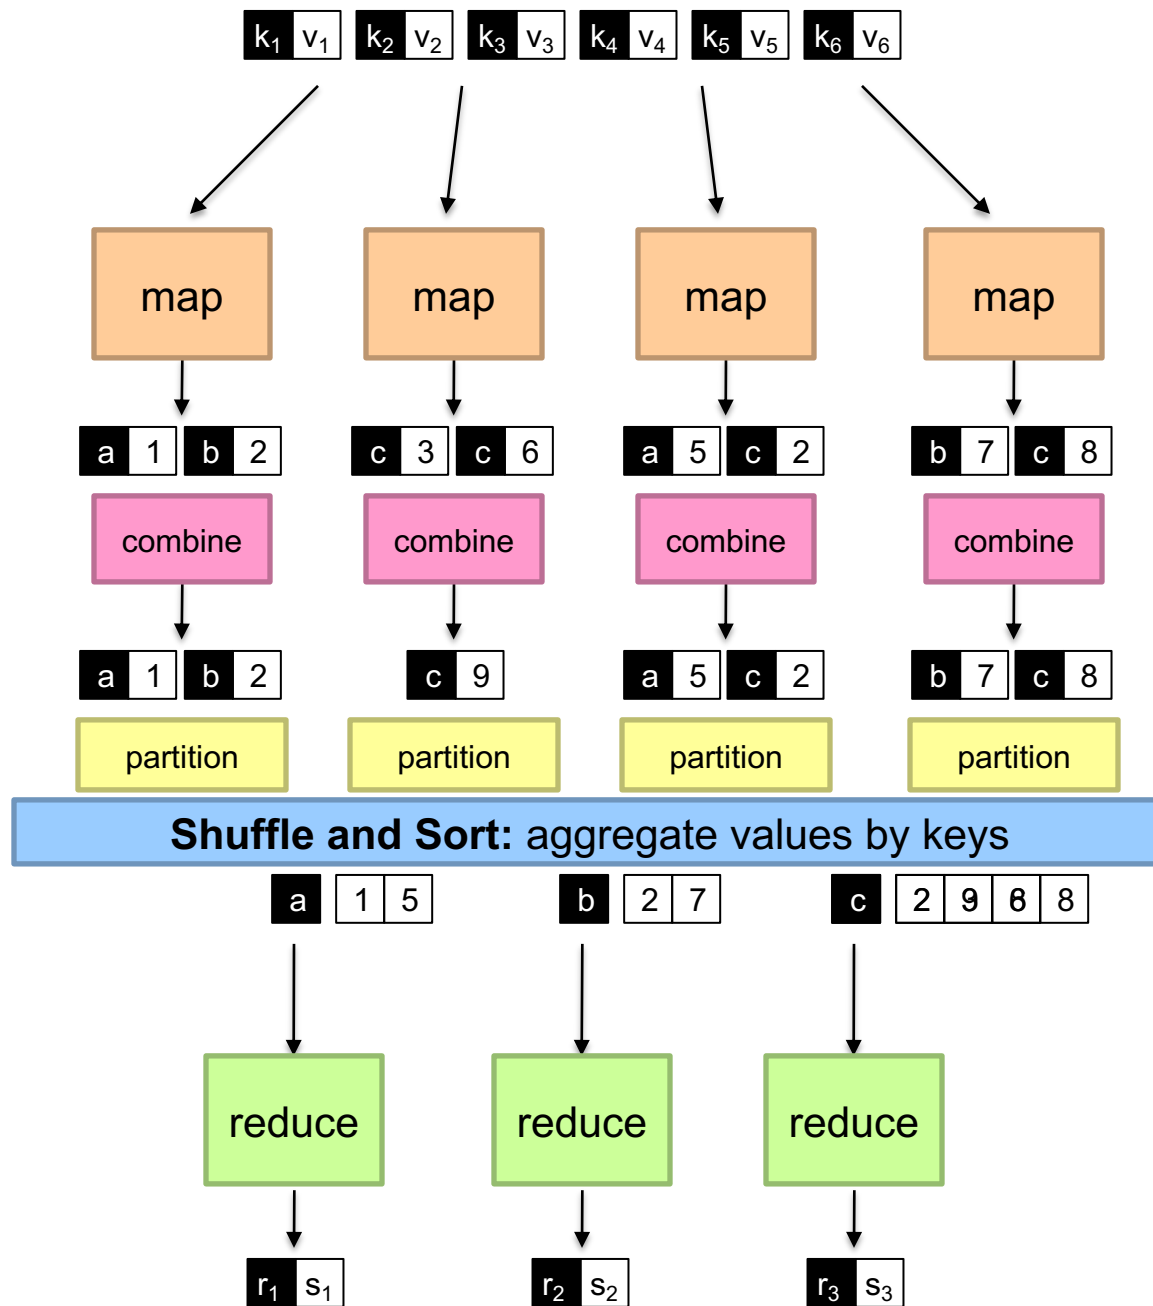 k₁ v₁ k₂ v₂ k₃ v₃ k₄ v₄ k₅ v₅ k₆ v₆
map map map map
a 1 b 2 c 3 c 6 a 5 c 2 b 7 c 8
combine combine combine combine
a 1 b 2 c 9 a 5 c 2 b 7 c 8
partition partition partition partition
Shuffle and Sort: aggregate values by keys
a 1 5 b 2 7 c 2 8
reduce reduce reduce
r₁ s₁ r₂ s₂ r₃ s₃